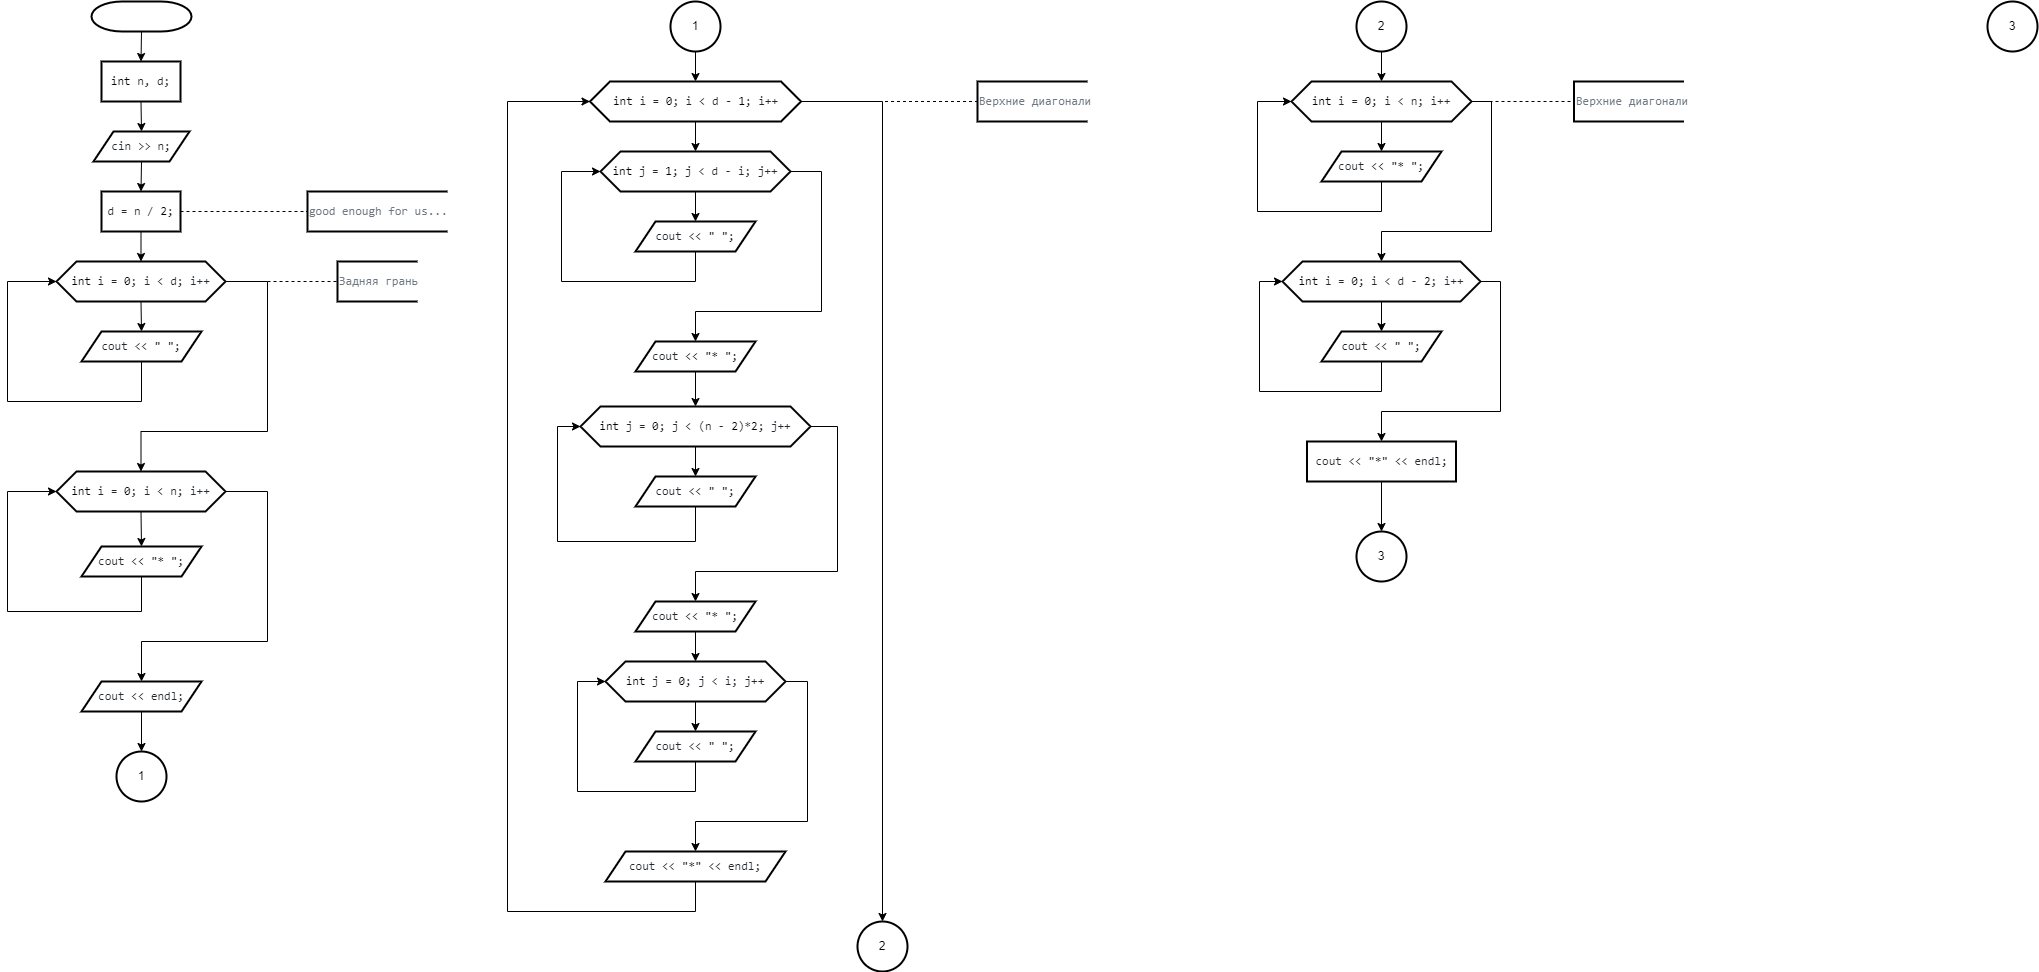 int n, d;
cin >> n;
d = n / 2;
good enough for us...
int i = 0; i < d; i++
Задняя грань
cout << " ";
int i = 0; i < n; i++
cout << "* ";
cout << endl;
1
1
int i = 0; i < d - 1; i++
Верхние диагонали
int j = 1; j < d - i; j++
cout << " ";
cout << "* ";
int j = 0; j < (n - 2)*2; j++
cout << " ";
cout << "* ";
int j = 0; j < i; j++
cout << " ";
cout << "*" << endl;
2
2
int i = 0; i < n; i++
Верхние диагонали
cout << "* ";
int i = 0; i < d - 2; i++
cout << " ";
cout << "*" << endl;
3
3